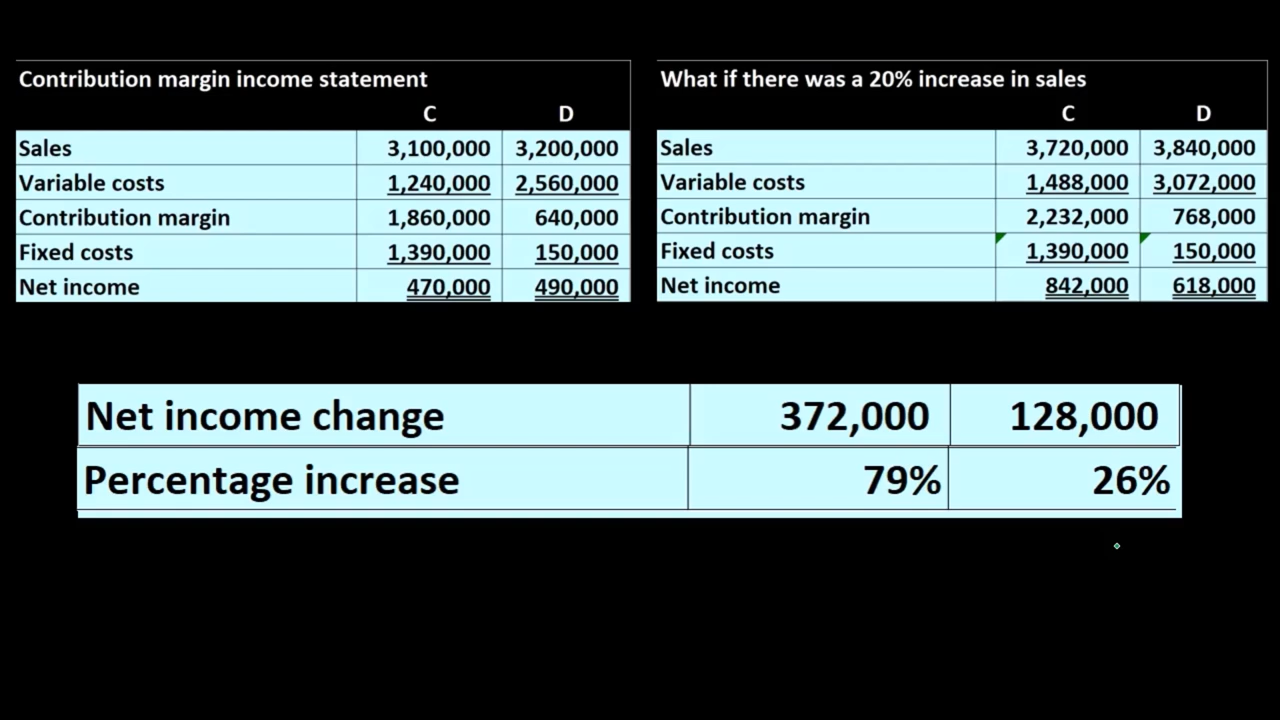 Contribution margin income statement
C D
Sales 3,100,000 3,200,000
Variable costs 1,240,000 2,560,000
Contribution margin 1,860,000 640,000
Fixed costs 1,390,000 150,000
Net income 470,000 490,000
What if there was a 20% increase in sales
C D
Sales 3,720,000 3,840,000
Variable costs 1,488,000 3,072,000
Contribution margin 2,232,000 768,000
Fixed costs 1,390,000 150,000
Net income 842,000 618,000
Net income change 372,000 128,000
Percentage increase 79% 26%